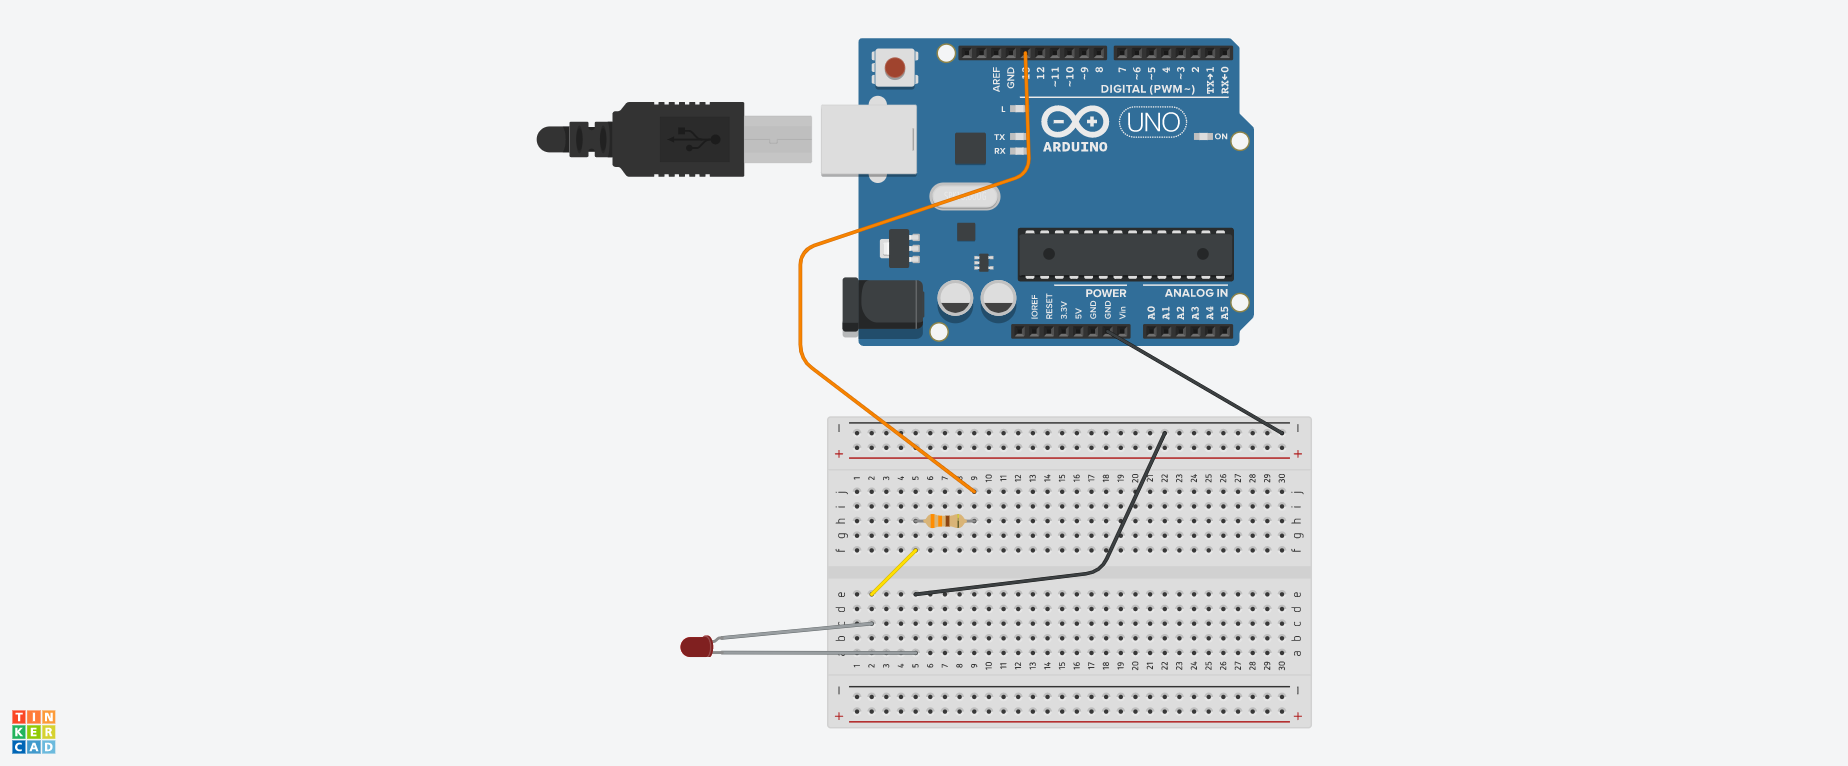 AREF
GND
13
12
~11
~10
~9
8
7
~6
~5
4
~3
2
TX→1
RX←0
DIGITAL (PWM~)
L
TX
RX
ARDUINO
UNO
ON
POWER
ANALOG IN
IOREF
RESET
3.3V
5V
GND
GND
Vin
A0
A1
A2
A3
A4
A5
− −
+ +
1 2 3 4 5 6 7 8 9 10 11 12 13 14 15 16 17 18 19 20 21 22 23 24 25 26 27 28 29 30
j j
i i
h h
g g
f f
e e
d d
c c
b b
a a
1 2 3 4 5 6 7 8 9 10 11 12 13 14 15 16 17 18 19 20 21 22 23 24 25 26 27 28 29 30
− −
+ +
TIN
KER
CAD